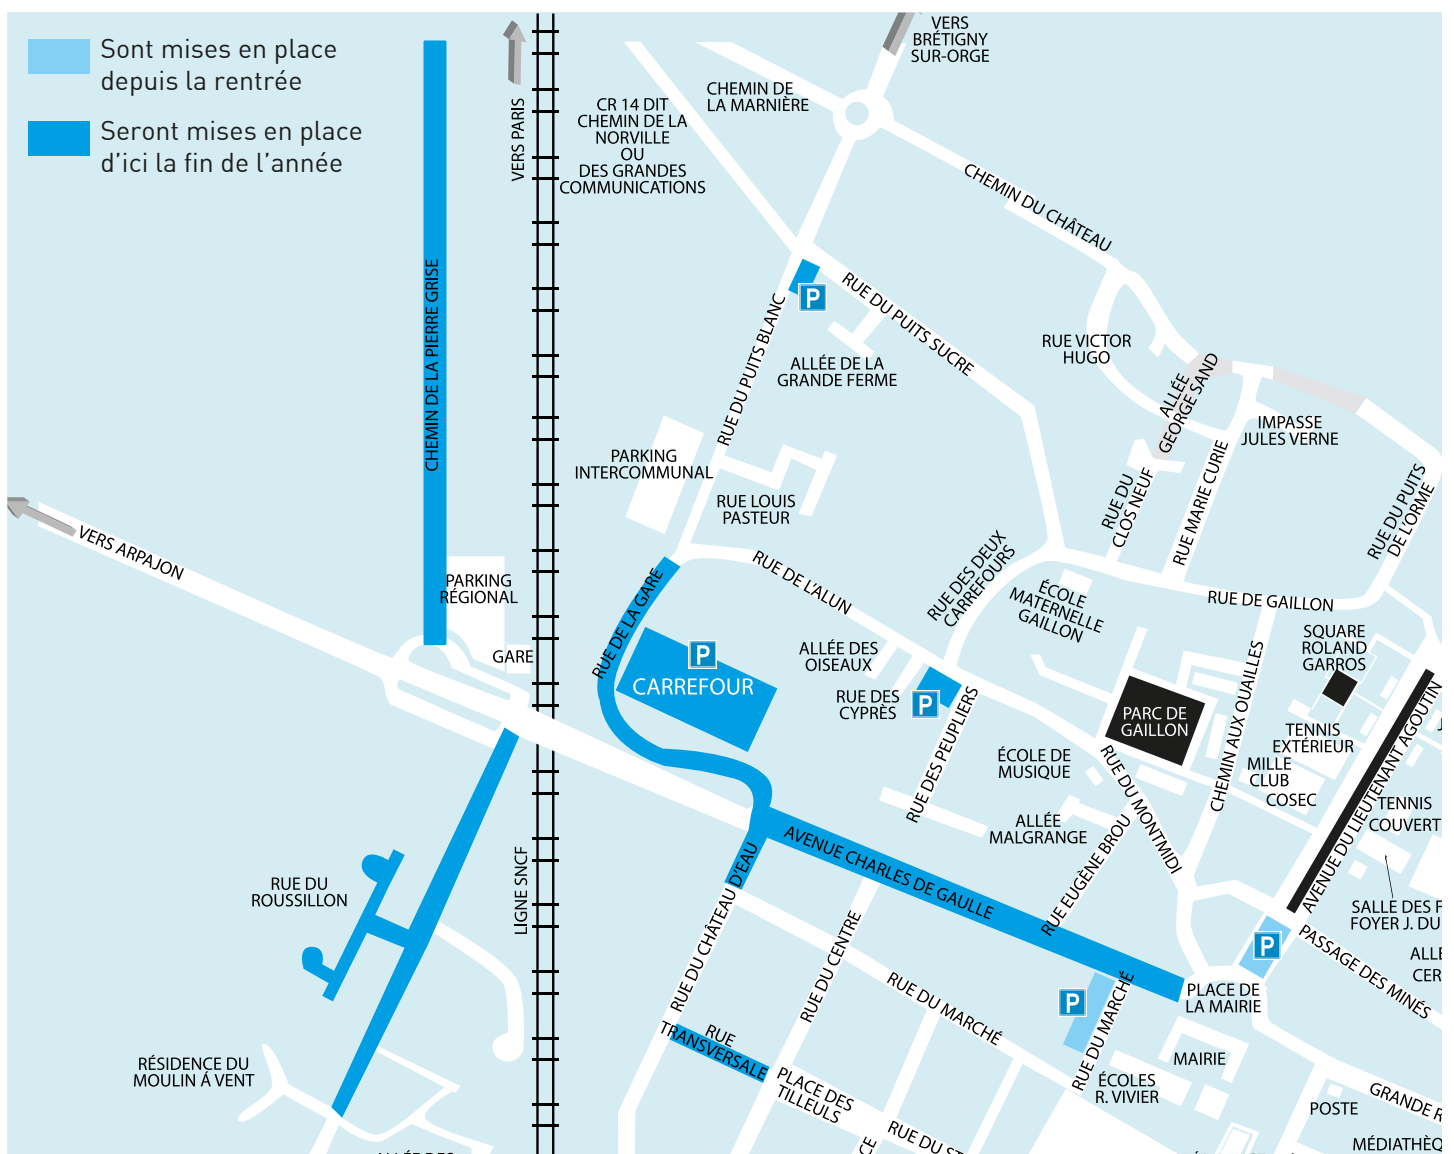 Sont mises en place
depuis la rentrée
Seront mises en place
d'ici la fin de l'année
VERS PARIS
VERS
BRÉTIGNY
SUR-ORGE
CHEMIN DE
LA MARNIÈRE
CR 14 DIT
CHEMIN DE LA
NORVILLE
OU
DES GRANDES
COMMUNICATIONS
CHEMIN DU CHÂTEAU
CHEMIN DE LA PIERRE GRISE
P
RUE DU PUITS SUCRE
RUE DU PUITS BLANC
ALLÉE DE LA
GRANDE FERME
RUE VICTOR
HUGO
ALLÉE
GEORGE SAND
IMPASSE
JULES VERNE
PARKING
INTERCOMMUNAL
RUE LOUIS
PASTEUR
RUE DU
CLOS NEUF
RUE MARIE CURIE
RUE DU PUITS
DE L'ORME
VERS ARPAJON
PARKING
RÉGIONAL
GARE
RUE DE LA GARE
RUE DE L'ALUN
RUE DES DEUX
CARREFOURS
ÉCOLE
MATERNELLE
GAILLON
RUE DE GAILLON
SQUARE
ROLAND
GARROS
P
CARREFOUR
ALLÉE DES
OISEAUX
RUE DES
CYPRÈS
P
RUE DES PEUPLIERS
PARC DE
GAILLON
CHEMIN AUX OUAILLES
TENNIS
EXTÉRIEUR
MILLE
CLUB
COSEC
AVENUE DU LIEUTENANT AGOUTIN
TENNIS
COUVERT
ÉCOLE DE
MUSIQUE
RUE DU MONTMIDI
ALLÉE
MALGRANGE
RUE EUGÈNE BROU
AVENUE CHARLES DE GAULLE
RUE DU
ROUSSILLON
LIGNE SNCF
RUE DU CHÂTEAU D'EAU
RUE DU CENTRE
RUE DU MARCHÉ
SALLE DES F
FOYER J. DU
P
PASSAGE DES MINÉS
ALLÉ
CER
P
RUE DU MARCHÉ
PLACE DE
LA MAIRIE
RUE
TRANSVERSALE
RÉSIDENCE DU
MOULIN Á VENT
MAIRIE
ÉCOLES
R. VIVIER
PLACE DES
TILLEULS
GRANDE R
POSTE
RUE DU ST
MÉDIATHÈQ